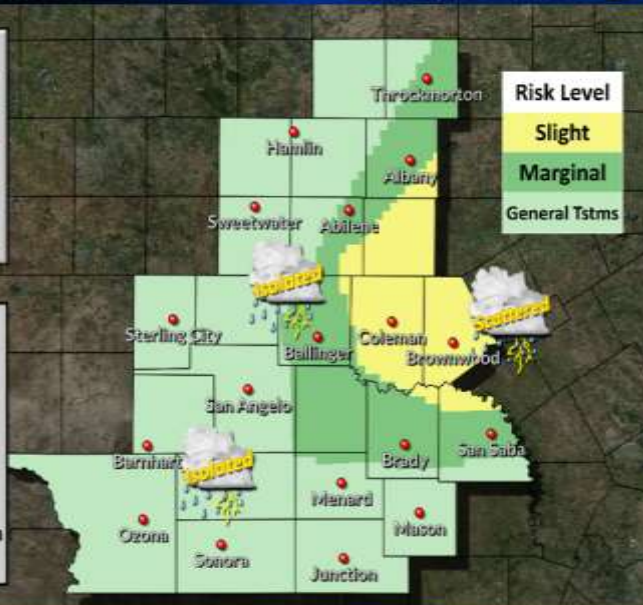 Risk Level
Slight
Marginal
General Tstms
Throckmorton
Hamlin
Albany
Sweetwater
Abilene
Isolated
Scattered
Sterling City
Ballinger
Coleman
Brownwood
San Angelo
Barnhart
Isolated
Brady
San Saba
Menard
Mason
Ozona
Sonora
Junction